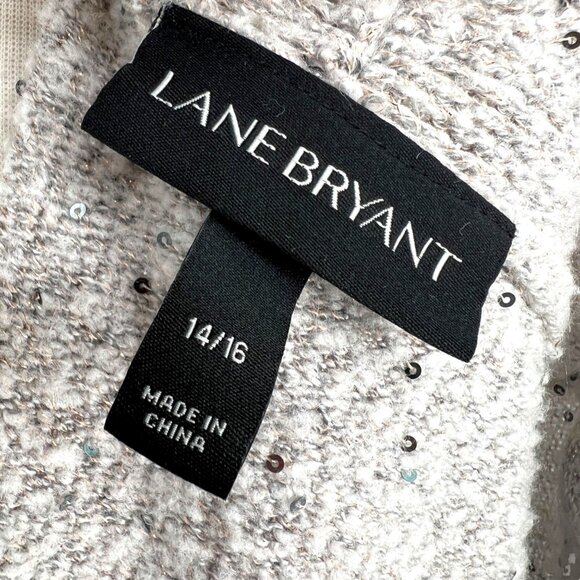 LANE BRYANT
14/16
MADE IN
CHINA